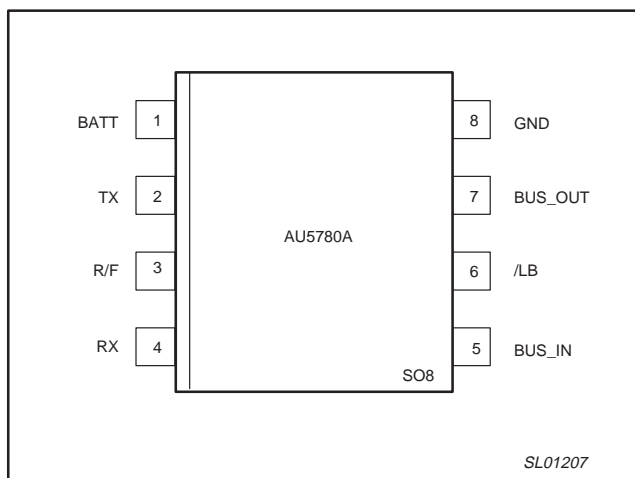 BATT 1 8 GND
TX 2 7 BUS_OUT
AU5780A
R/F 3 6 /LB
RX 4 5 BUS_IN
SO8
SL01207